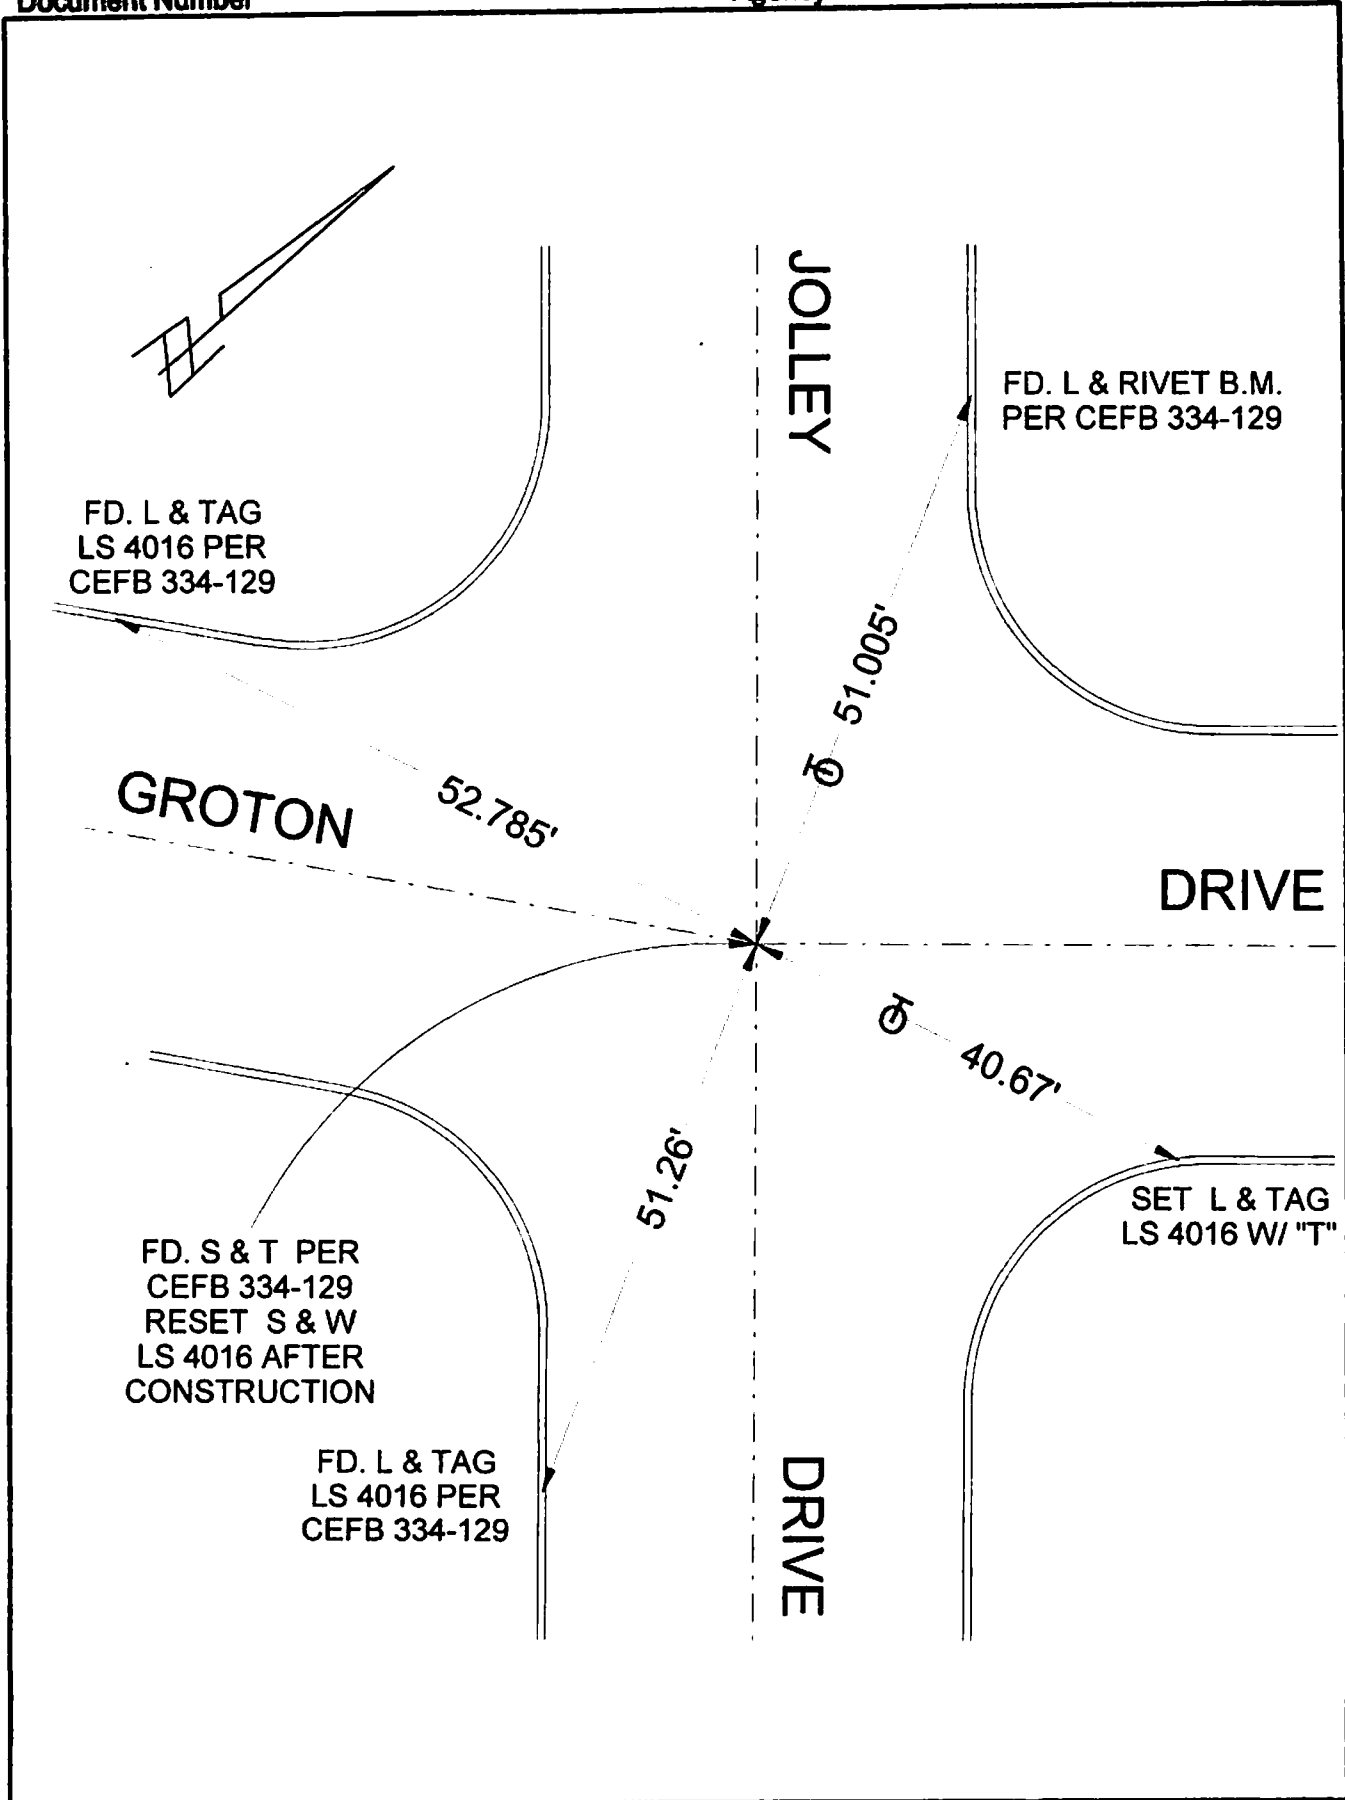 Document Number
Agency
JOLLEY
FD. L & RIVET B.M.
PER CEFB 334-129
FD. L & TAG
LS 4016 PER
CEFB 334-129
51.005'
GROTON
52.785'
DRIVE
40.67'
51.26'
SET L & TAG
LS 4016 W/ "T"
FD. S & T PER
CEFB 334-129
RESET S & W
LS 4016 AFTER
CONSTRUCTION
FD. L & TAG
LS 4016 PER
CEFB 334-129
DRIVE